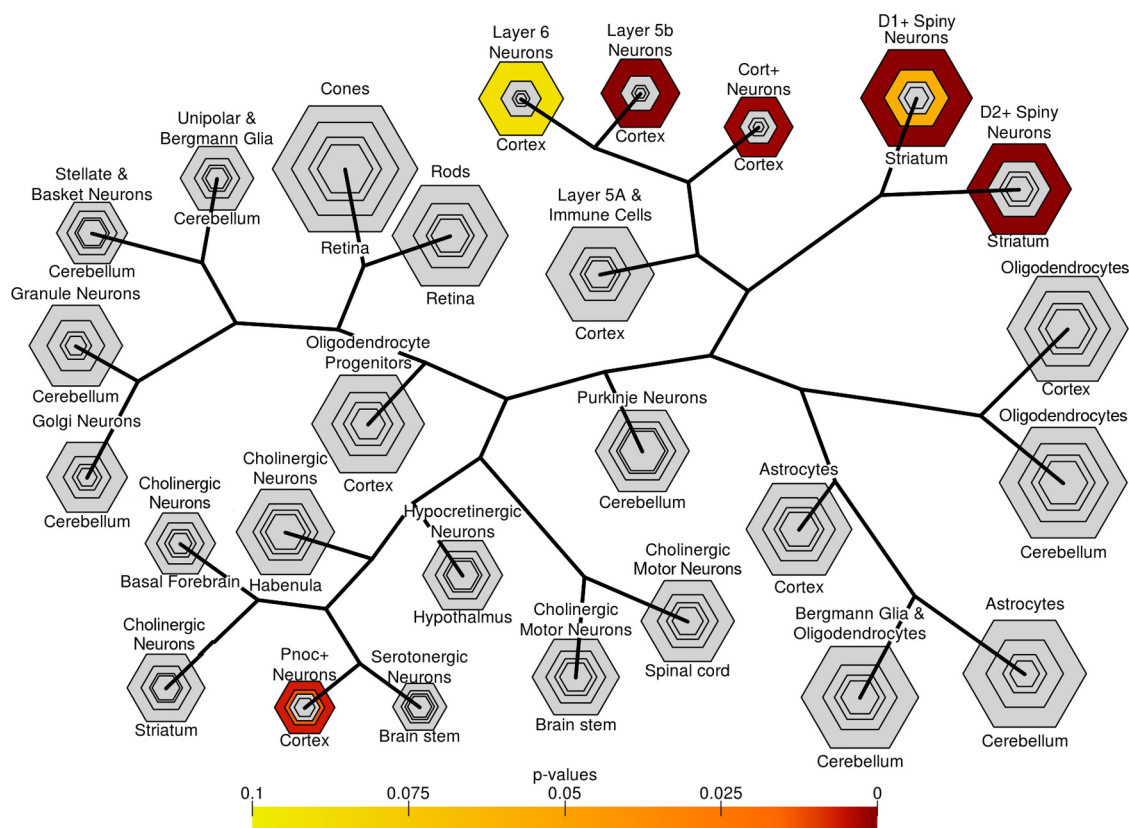 Layer 6
Neurons
Cortex
Layer 5b
Neurons
Cortex
Cort+
Neurons
Cortex
D1+ Spiny
Neurons
Striatum
D2+ Spiny
Neurons
Striatum
Cones
Retina
Rods
Retina
Unipolar &
Bergmann Glia
Cerebellum
Stellate &
Basket Neurons
Cerebellum
Layer 5A &
Immune Cells
Cortex
Granule Neurons
Cerebellum
Golgi Neurons
Cerebellum
Oligodendrocyte
Progenitors
Cortex
Purkinje Neurons
Cerebellum
Oligodendrocytes
Cortex
Oligodendrocytes
Cerebellum
Astrocytes
Cortex
Cholinergic
Neurons
Habenula
Cholinergic
Neurons
Basal Forebrain
Hypocretinergic
Neurons
Hypothalmus
Cholinergic
Motor Neurons
Spinal cord
Cholinergic
Motor Neurons
Brain stem
Bergmann Glia &
Oligodendrocytes
Cerebellum
Astrocytes
Cerebellum
Cholinergic
Neurons
Striatum
Pnoc+
Neurons
Cortex
Serotonergic
Neurons
Brain stem
p-values
0.1 0.075 0.05 0.025 0